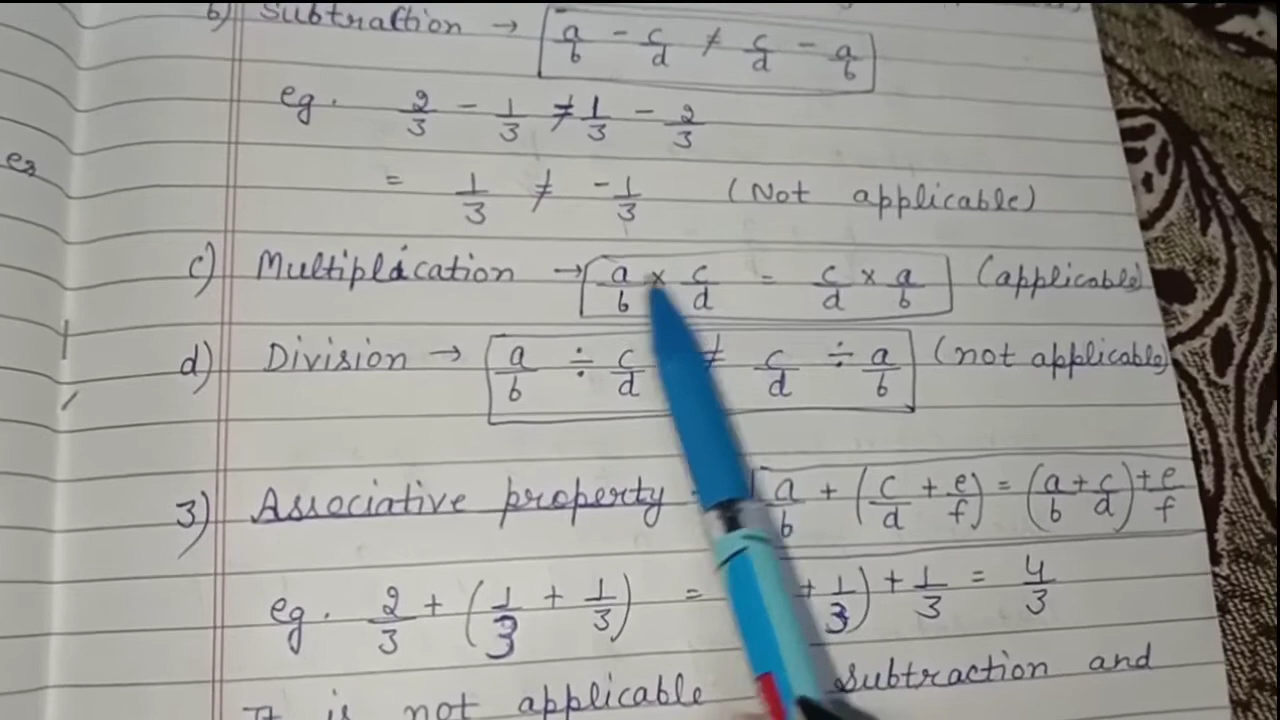 b) Subtraction → a/b - c/d ≠ c/d - a/b
eg. 2/3 - 1/3 ≠ 1/3 - 2/3
= 1/3 ≠ -1/3 (Not applicable)
c) Multiplication → a/b × c/d = c/d × a/b (applicable)
d) Division → a/b ÷ c/d ≠ c/d ÷ a/b (not applicable)
3) Associative property a/b + (c/d + e/f) = (a/b + c/d) + e/f
eg. 2/3 + (1/3 + 1/3) = + 1/3) + 1/3 = 4/3
It is not applicable subtraction and